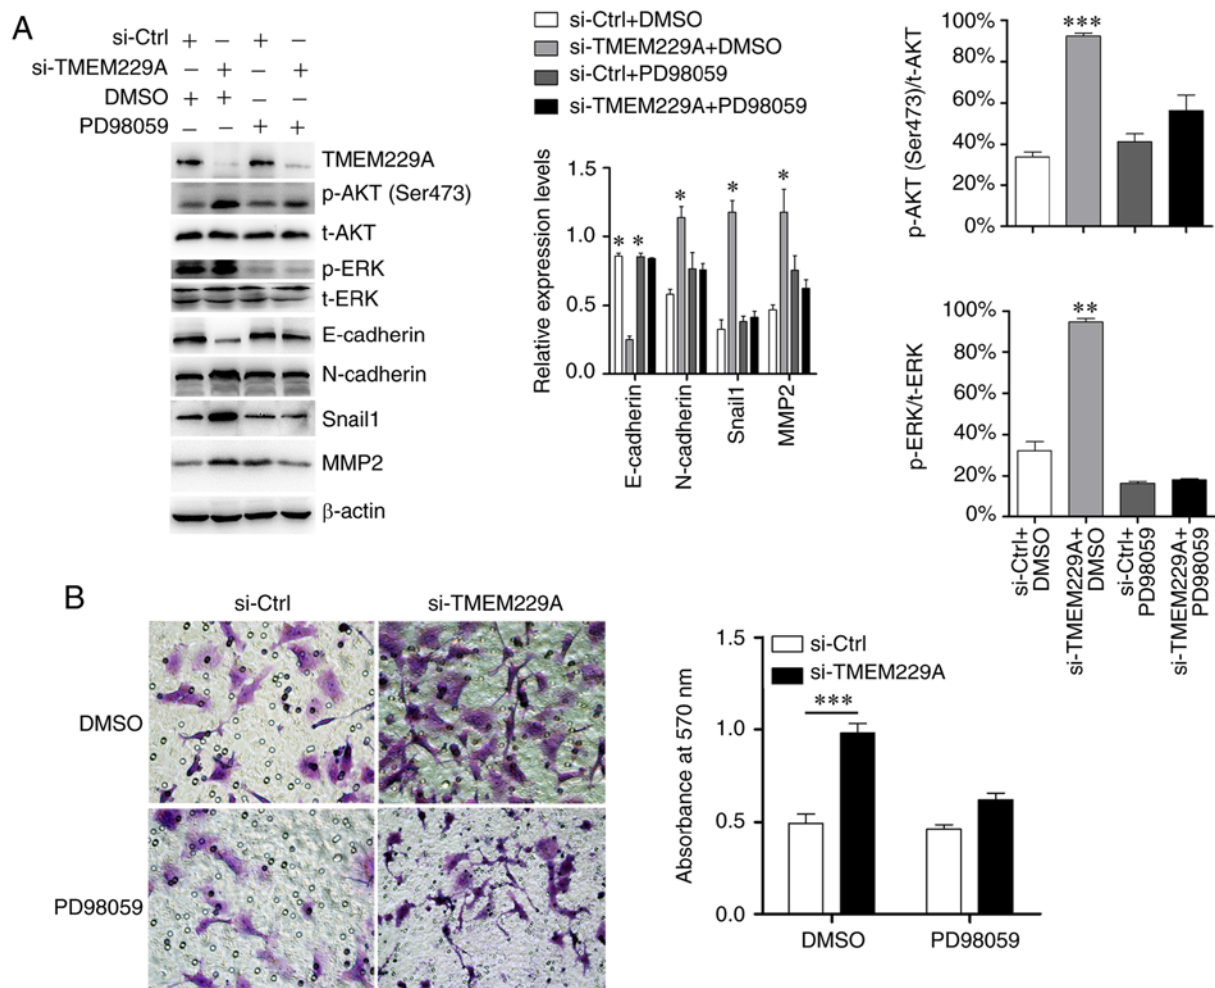 A
si-Ctrl + – + –
si-TMEM229A – + – +
DMSO + + – –
PD98059 – – + +
TMEM229A
p-AKT (Ser473)
t-AKT
p-ERK
t-ERK
E-cadherin
N-cadherin
Snail1
MMP2
β-actin
si-Ctrl+DMSO
si-TMEM229A+DMSO
si-Ctrl+PD98059
si-TMEM229A+PD98059
Relative expression levels
1.5
1.0
0.5
0.0
* * * * *
E-cadherin
N-cadherin
Snail1
MMP2
p-AKT (Ser473)/t-AKT
100%
80%
60%
40%
20%
0%
***
p-ERK/t-ERK
100%
80%
60%
40%
20%
0%
**
si-Ctrl+
DMSO
si-TMEM229A+
DMSO
si-Ctrl+
PD98059
si-TMEM229A+
PD98059
B
si-Ctrl si-TMEM229A
DMSO
PD98059
Absorbance at 570 nm
1.5
1.0
0.5
0.0
si-Ctrl
si-TMEM229A
***
DMSO PD98059